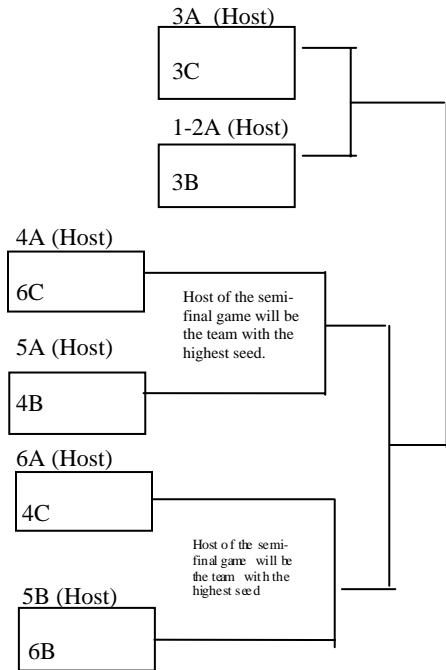 3A (Host)
3C
1-2A (Host)
3B
4A (Host)
6C
Host of the semi-
final game will be
the team with the
highest seed.
5A (Host)
4B
6A (Host)
4C
Host of the semi-
final game will be
the team with the
highest seed
5B (Host)
6B